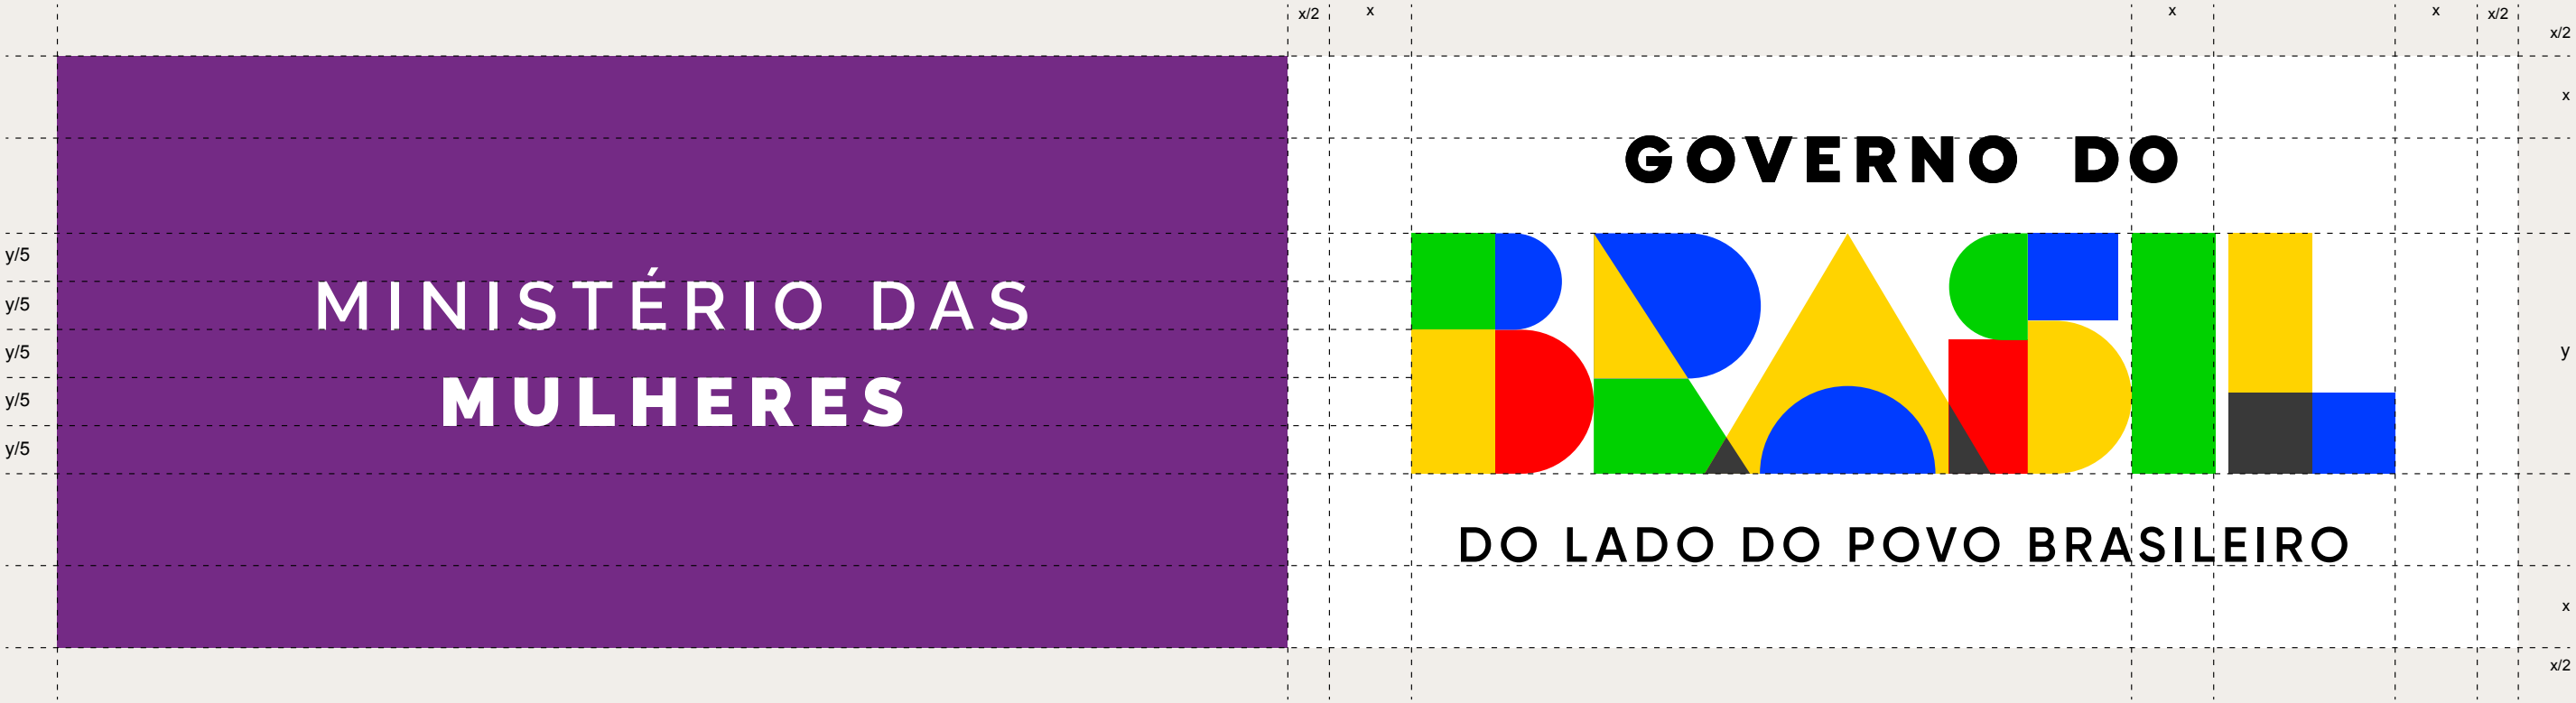 x/2 x x x x/2
x/2
x
GOVERNO DO
BRASIL
DO LADO DO POVO BRASILEIRO
MINISTÉRIO DAS
MULHERES
y/5
y/5
y/5
y/5
y/5
y
x
x/2